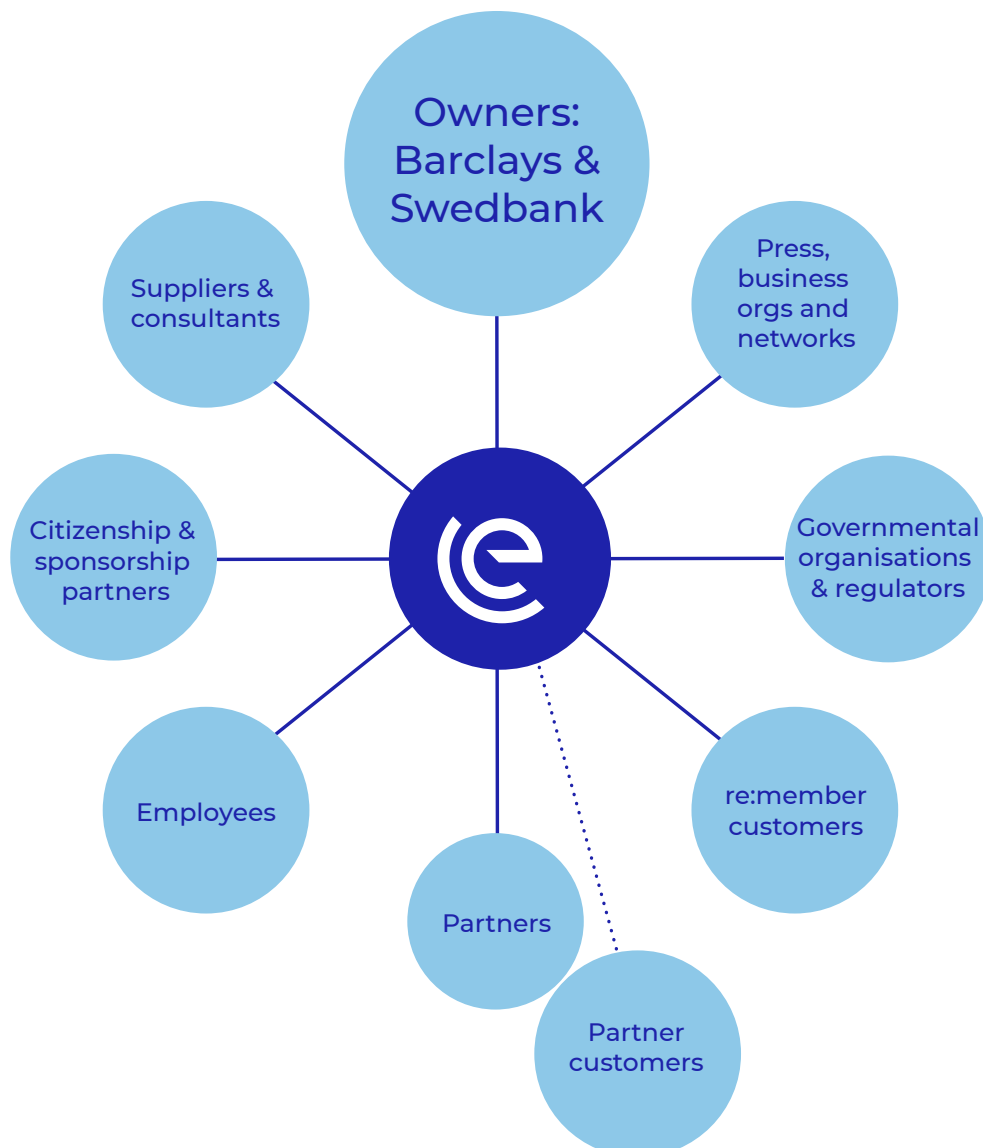 Owners:
Barclays &
Swedbank
Press,
business
orgs and
networks
Suppliers &
consultants
Citizenship &
sponsorship
partners
Governmental
organisations
& regulators
Employees
re:member
customers
Partners
Partner
customers